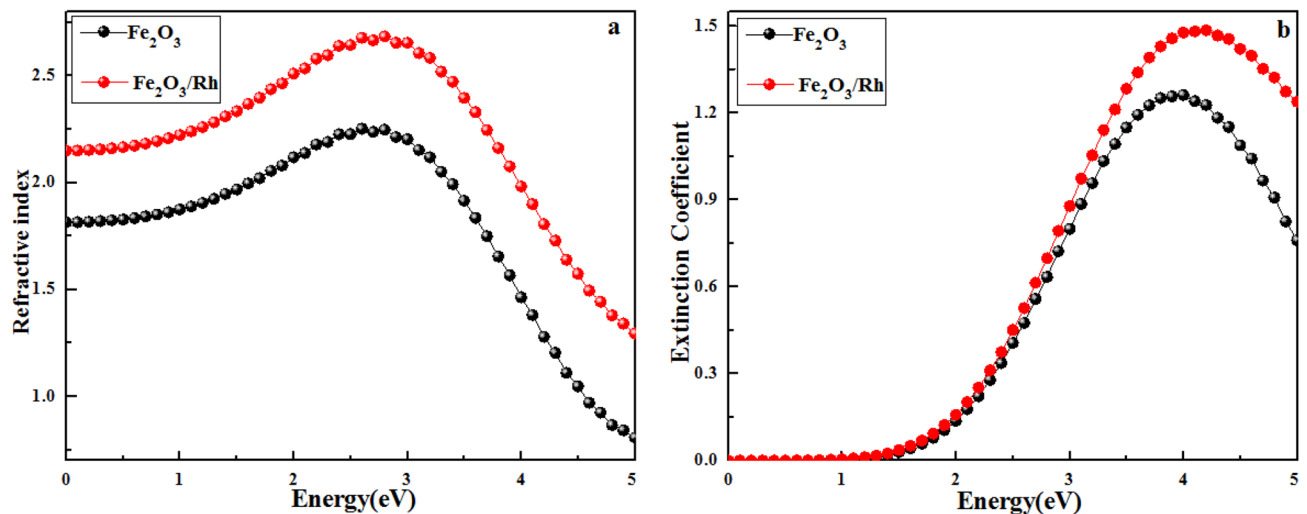 Fe₂O₃
Fe₂O₃/Rh
a
2.5
2.0
1.5
1.0
0 1 2 3 4 5
Refractive index
Energy(eV)
Fe₂O₃
Fe₂O₃/Rh
b
1.5
1.2
0.9
0.6
0.3
0.0
0 1 2 3 4 5
Extinction Coefficient
Energy(eV)